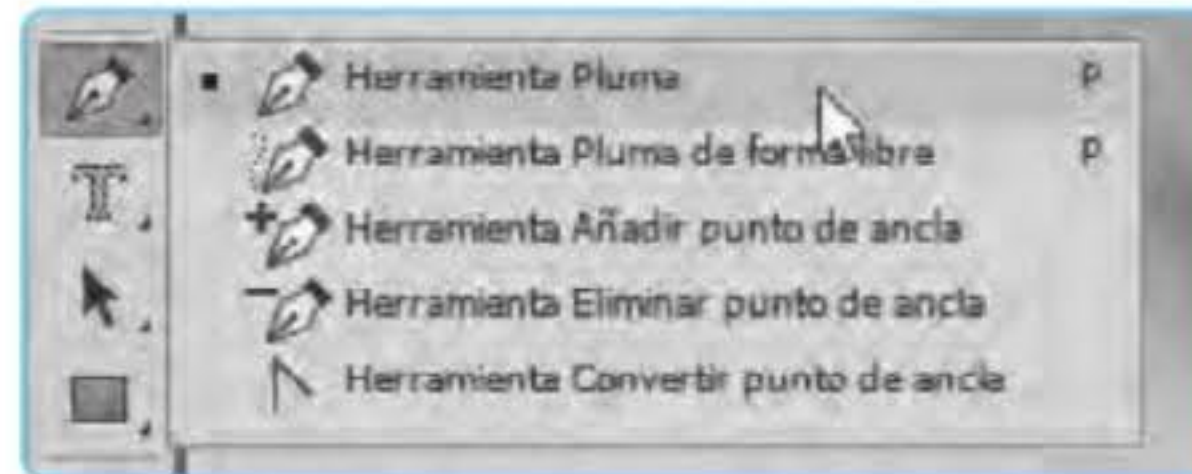 Herramienta Pluma P
Herramienta Pluma de forma libre P
T
Herramienta Añadir punto de ancla
Herramienta Eliminar punto de ancla
Herramienta Convertir punto de ancla